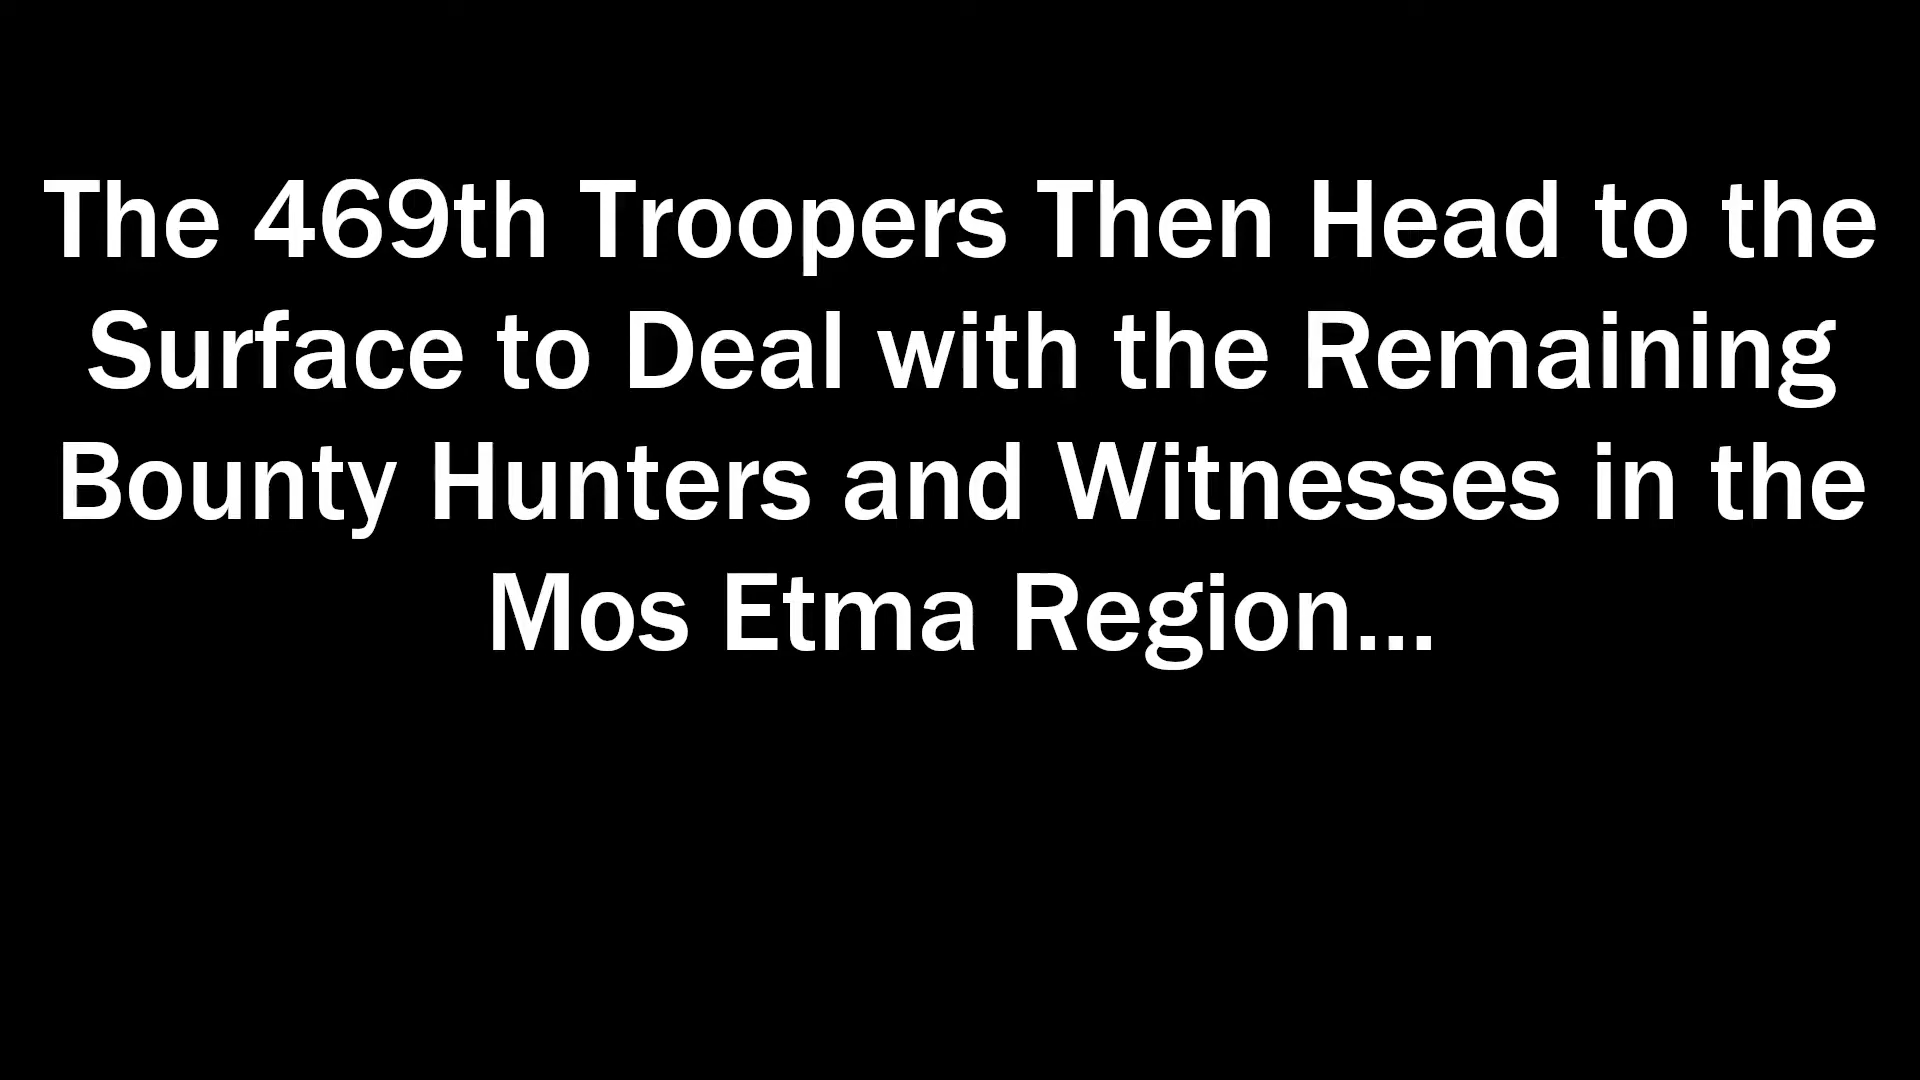 The 469th Troopers Then Head to the
Surface to Deal with the Remaining
Bounty Hunters and Witnesses in the
Mos Etma Region...